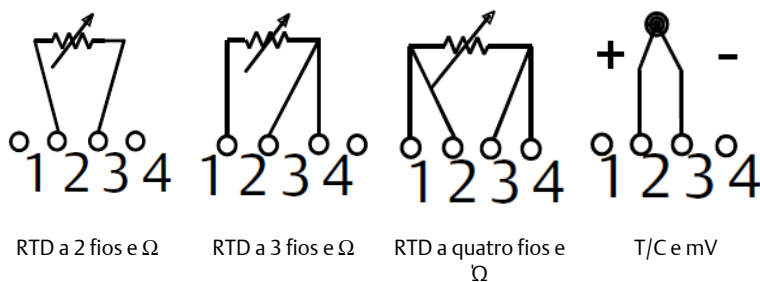 + -
1 2 3 4 1 2 3 4 1 2 3 4 1 2 3 4
RTD a 2 fios e Ω RTD a 3 fios e Ω RTD a quatro fios e T/C e mV
Ω